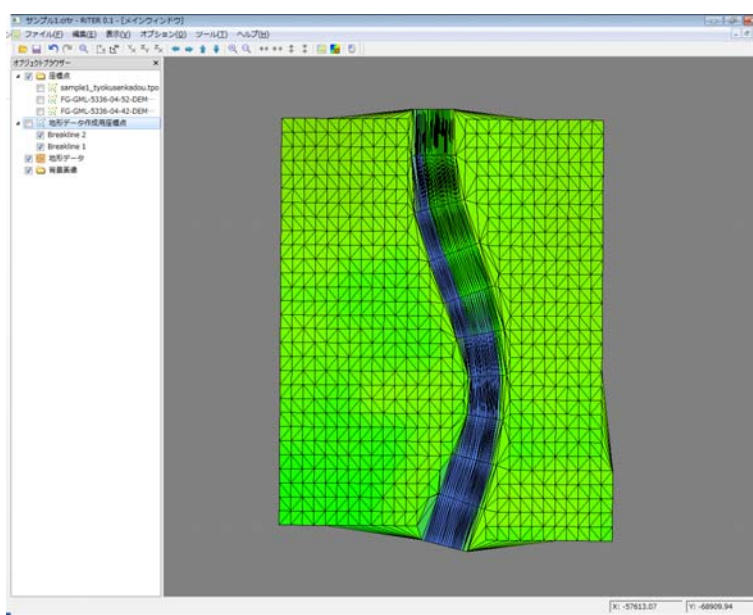 サンプル1.crtr - RiTER 0.1 - [メインウィンドウ]
ファイル(F) 編集(E) 表示(V) オプション(O) ツール(T) ヘルプ(H)
オブジェクトブラウザー
座標点
sample1_tyokusenkadou.tpo
FG-GML-5336-04-52-DEM…
FG-GML-5336-04-42-DEM…
地形データ作成用座標点
Breakline 2
Breakline 1
地形データ
背景画像
X: -57613.07 Y: -68909.94